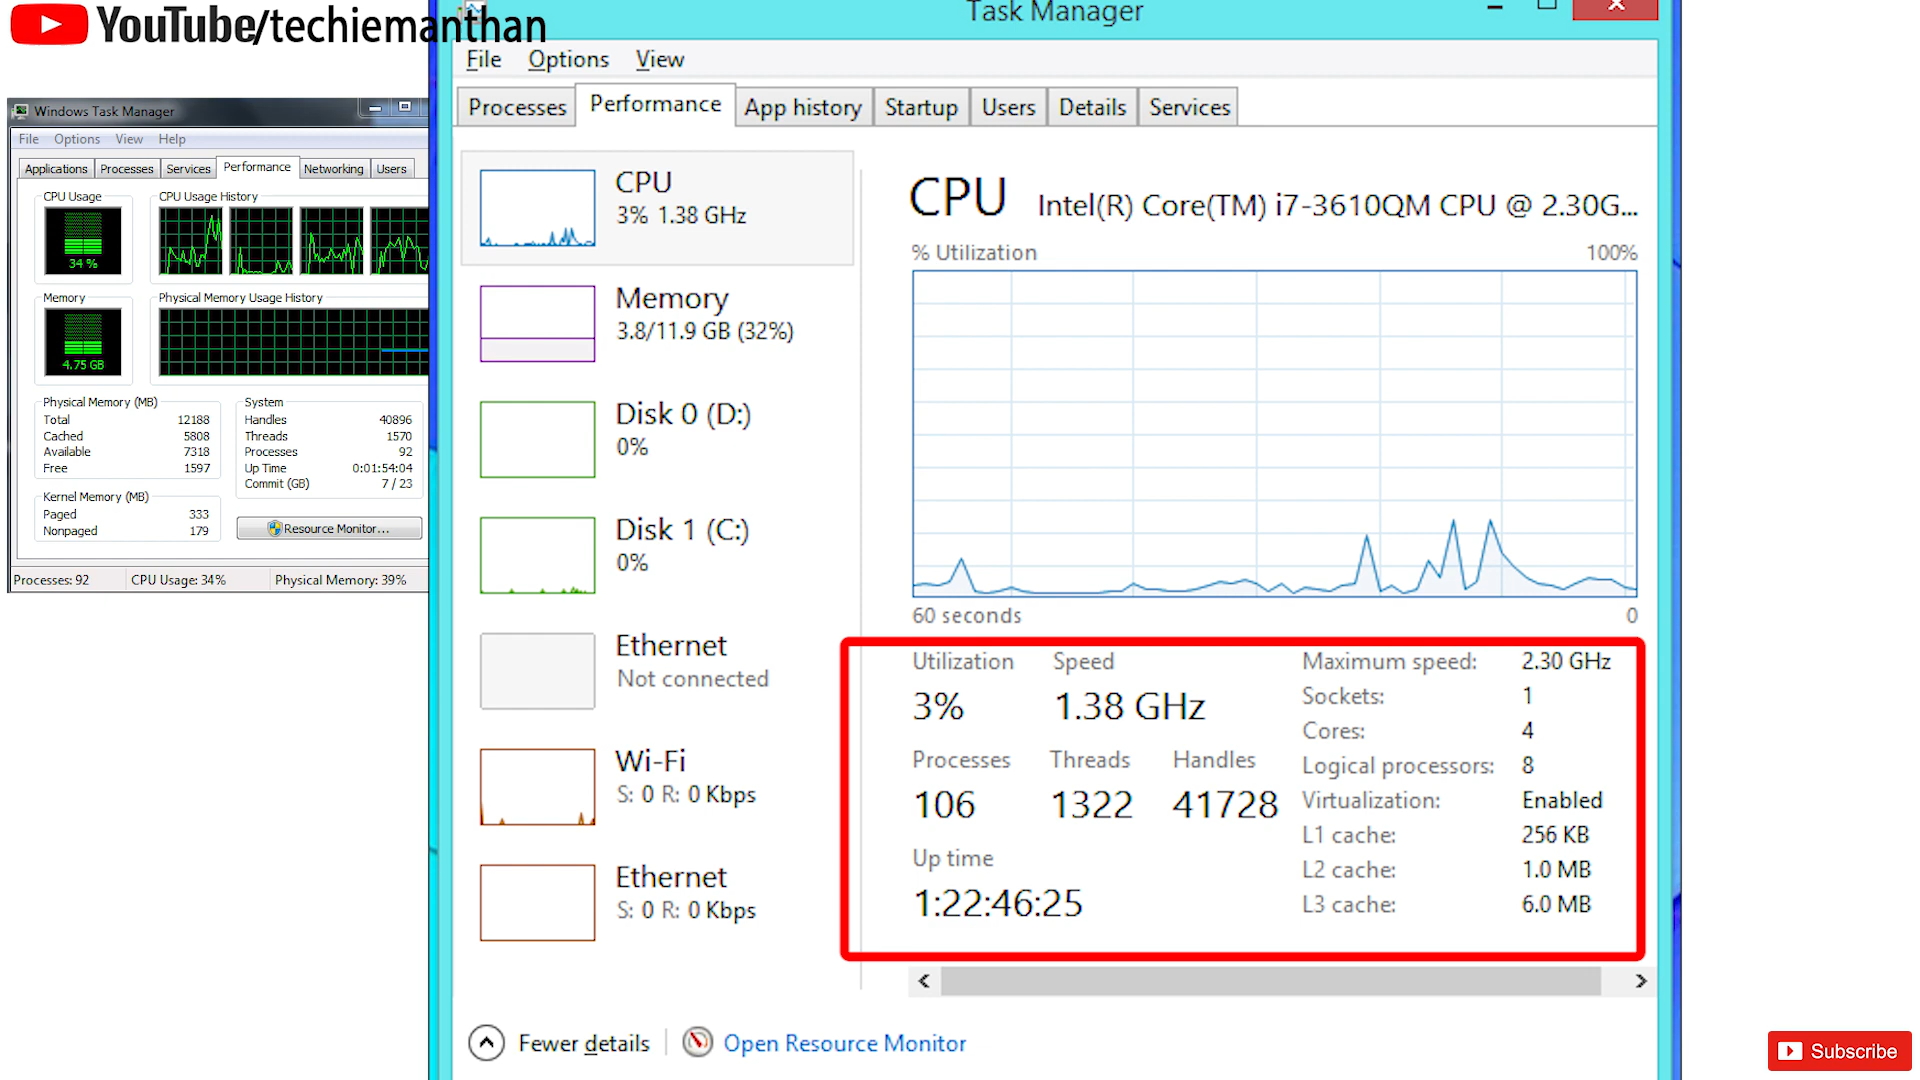 YouTube/techiemanthan
Windows Task Manager
File Options View Help
Applications Processes Services Performance Networking Users
CPU Usage
34 %
CPU Usage History
Memory
4.75 GB
Physical Memory Usage History
Physical Memory (MB)
Total 12188
Cached 5808
Available 7318
Free 1597
Kernel Memory (MB)
Paged 333
Nonpaged 179
System
Handles 40896
Threads 1570
Processes 92
Up Time 0:01:54:04
Commit (GB) 7 / 23
Resource Monitor...
Processes: 92 CPU Usage: 34% Physical Memory: 39%
Task Manager
File Options View
Processes Performance App history Startup Users Details Services
CPU
3% 1.38 GHz
Memory
3.8/11.9 GB (32%)
Disk 0 (D:)
0%
Disk 1 (C:)
0%
Ethernet
Not connected
Wi-Fi
S: 0 R: 0 Kbps
Ethernet
S: 0 R: 0 Kbps
CPU Intel(R) Core(TM) i7-3610QM CPU @ 2.30G...
% Utilization 100%
60 seconds 0
Utilization Speed
3% 1.38 GHz
Processes Threads Handles
106 1322 41728
Up time
1:22:46:25
Maximum speed: 2.30 GHz
Sockets: 1
Cores: 4
Logical processors: 8
Virtualization: Enabled
L1 cache: 256 KB
L2 cache: 1.0 MB
L3 cache: 6.0 MB
Fewer details Open Resource Monitor
Subscribe